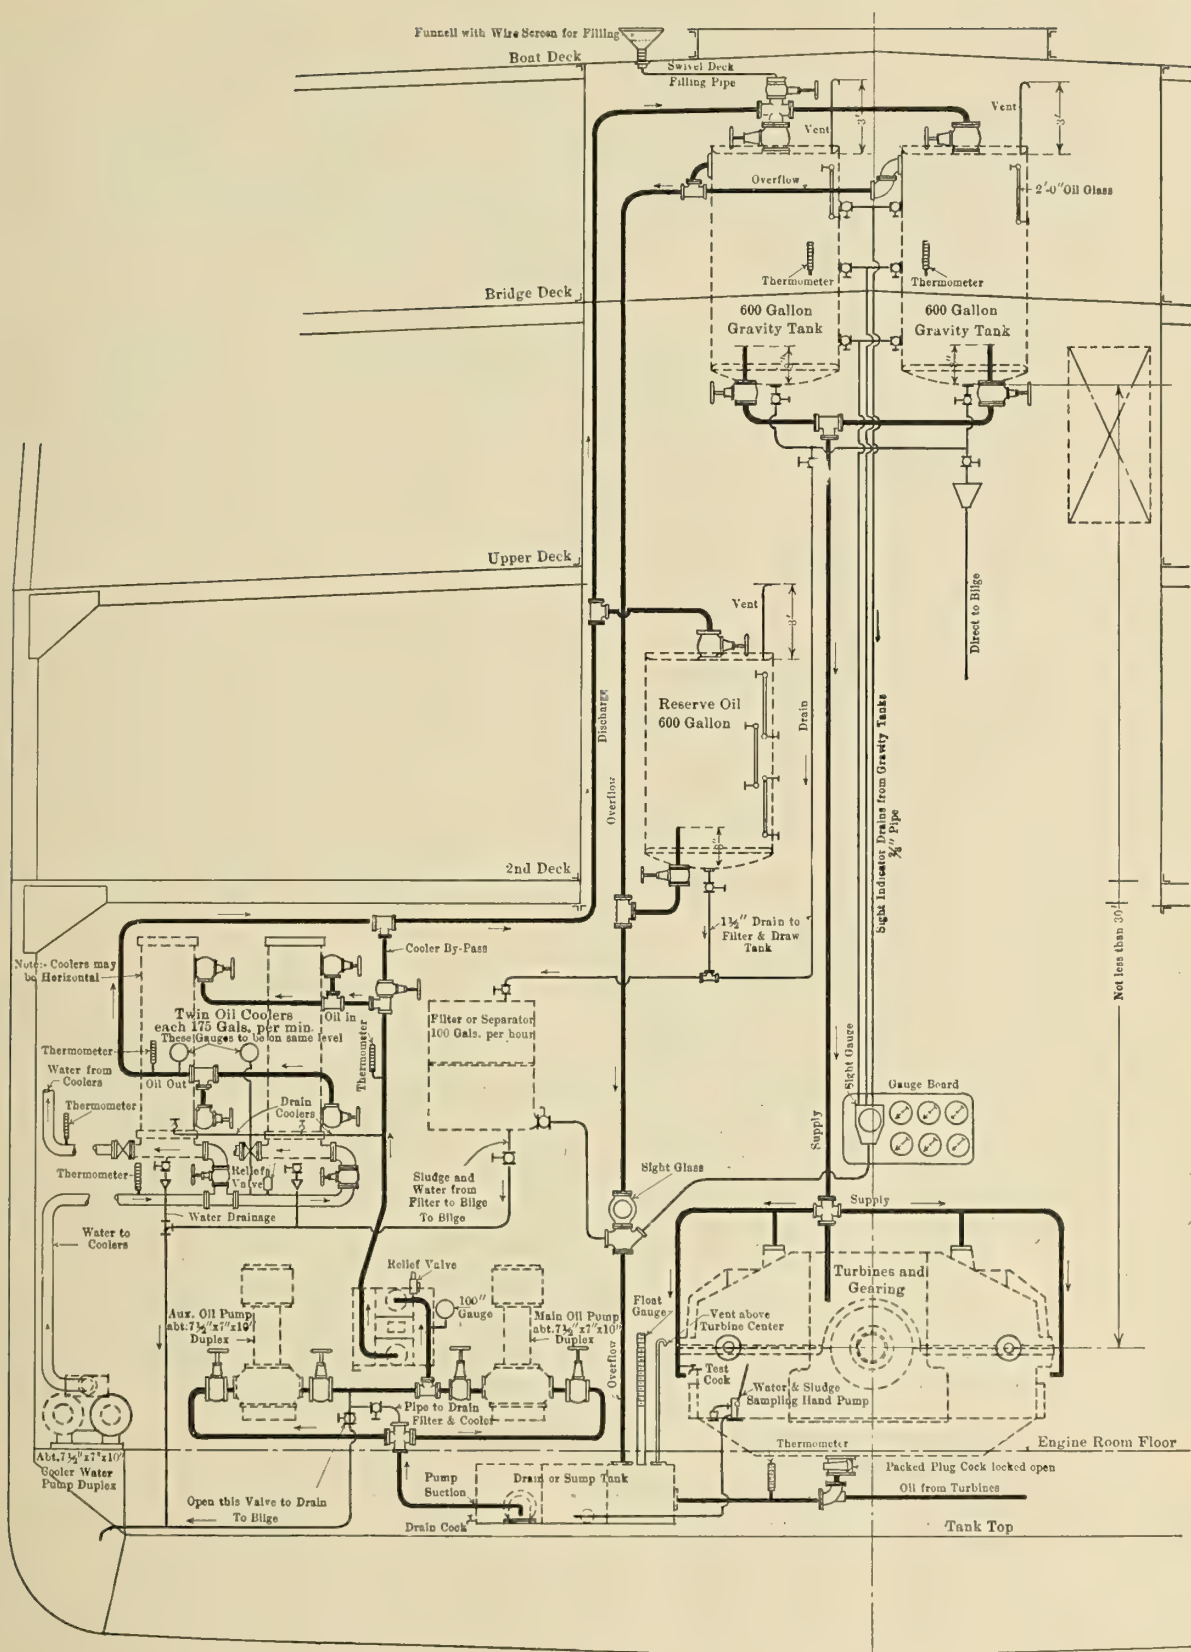 Funnell with Wire Screen for Filling
Boat Deck
Swivel Deck
Filling Pipe
Vent
3'
Vent
3'
Overflow
2'-0" Oil Glass
Thermometer
Thermometer
Bridge Deck
600 Gallon
Gravity Tank
600 Gallon
Gravity Tank
Upper Deck
Direct to Bilge
Vent
3'
Reserve Oil
600 Gallon
Discharge
Overflow
Drain
Sight Indicator Drains from Gravity Tanks
¾" Pipe
Not less than 30'
8"
2nd Deck
1½" Drain to
Filter & Draw
Tank
Cooler By-Pass
Note:- Coolers may
be Horizontal
Oil in
Twin Oil Coolers
each 175 Gals. per min.
These Gauges to be on same level
Filter or Separator
100 Gals. per hour
Thermometer
Thermometer
Water from
Coolers
Oil Out
Thermometer
Drain
Coolers
Sight Gauge
Gauge Board
Supply
Thermometer
Relief
Valve
Sludge and
Water from
Filter to Bilge
To Bilge
Sight Glass
Supply
Water Drainage
Water to
Coolers
Relief Valve
100"
Gauge
Aux. Oil Pump
abt. 7½"x7"x10"
Duplex
Main Oil Pump
abt. 7½"x7"x10"
Duplex
Float
Gauge
Vent above
Turbine Center
Turbines and
Gearing
Overflow
Test
Cock
Water & Sludge
Sampling Hand Pump
Pipe to Drain
Filter & Cooler
Abt. 7½"x7"x10"
Cooler Water
Pump Duplex
Engine Room Floor
Thermometer
Packed Plug Cock locked open
Pump
Suction
Drain or Sump Tank
Oil from Turbines
Open this Valve to Drain
To Bilge
Drain Cock
Tank Top